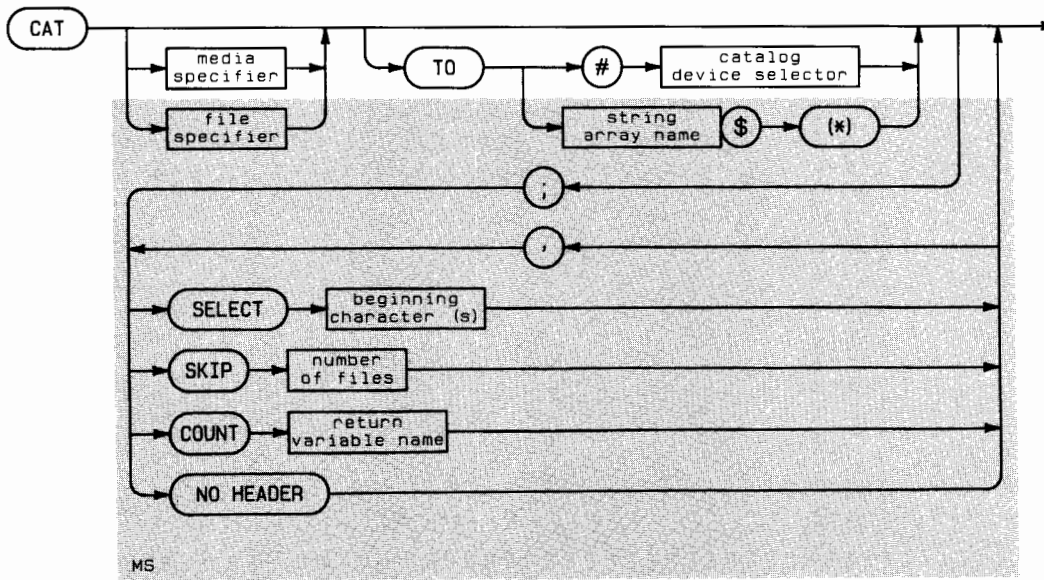 CAT
media
specifier
file
specifier
TO
#
catalog
device selector
string
array name
$
(*)
;
,
SELECT
beginning
character (s)
SKIP
number
of files
COUNT
return
variable name
NO HEADER
MS